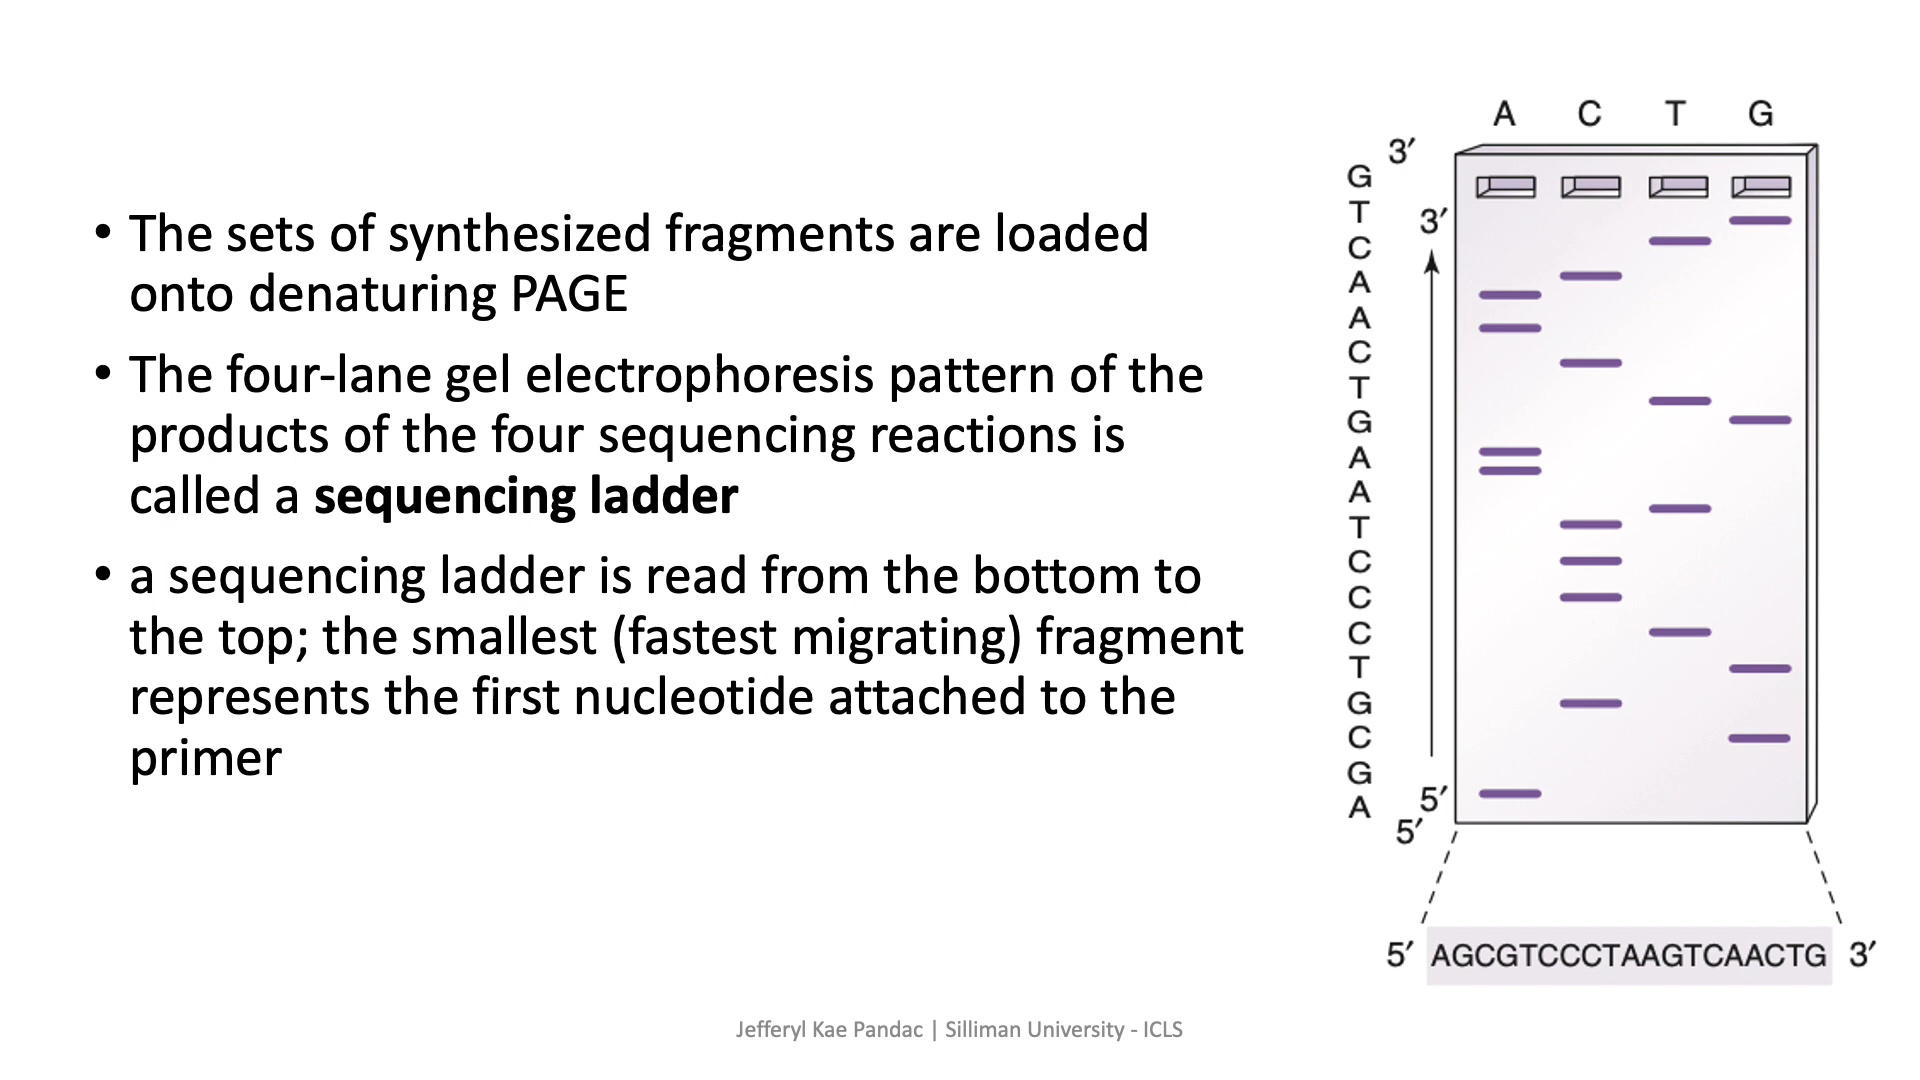 • The sets of synthesized fragments are loaded
onto denaturing PAGE
• The four-lane gel electrophoresis pattern of the
products of the four sequencing reactions is
called a sequencing ladder
• a sequencing ladder is read from the bottom to
the top; the smallest (fastest migrating) fragment
represents the first nucleotide attached to the
primer
A C T G
3′
G
T
3′
C
A
A
C
T
G
A
A
T
C
C
C
T
G
C
G
A
5′
5′
5′ AGCGTCCCTAAGTCAACTG 3′
Jefferyl Kae Pandac | Silliman University - ICLS